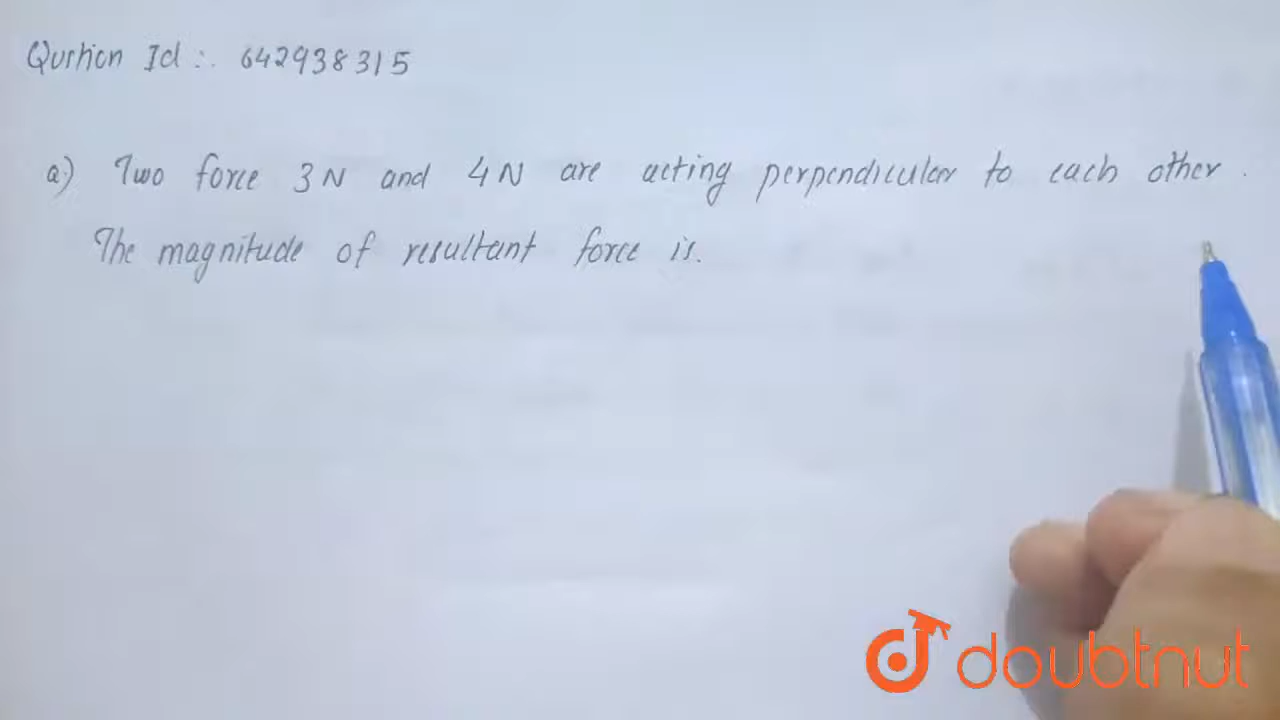 Qustion Id :. 642938315
a.) Two force 3N and 4N are acting perpendicular to each other.
The magnitude of resultant force is.
doubtnut